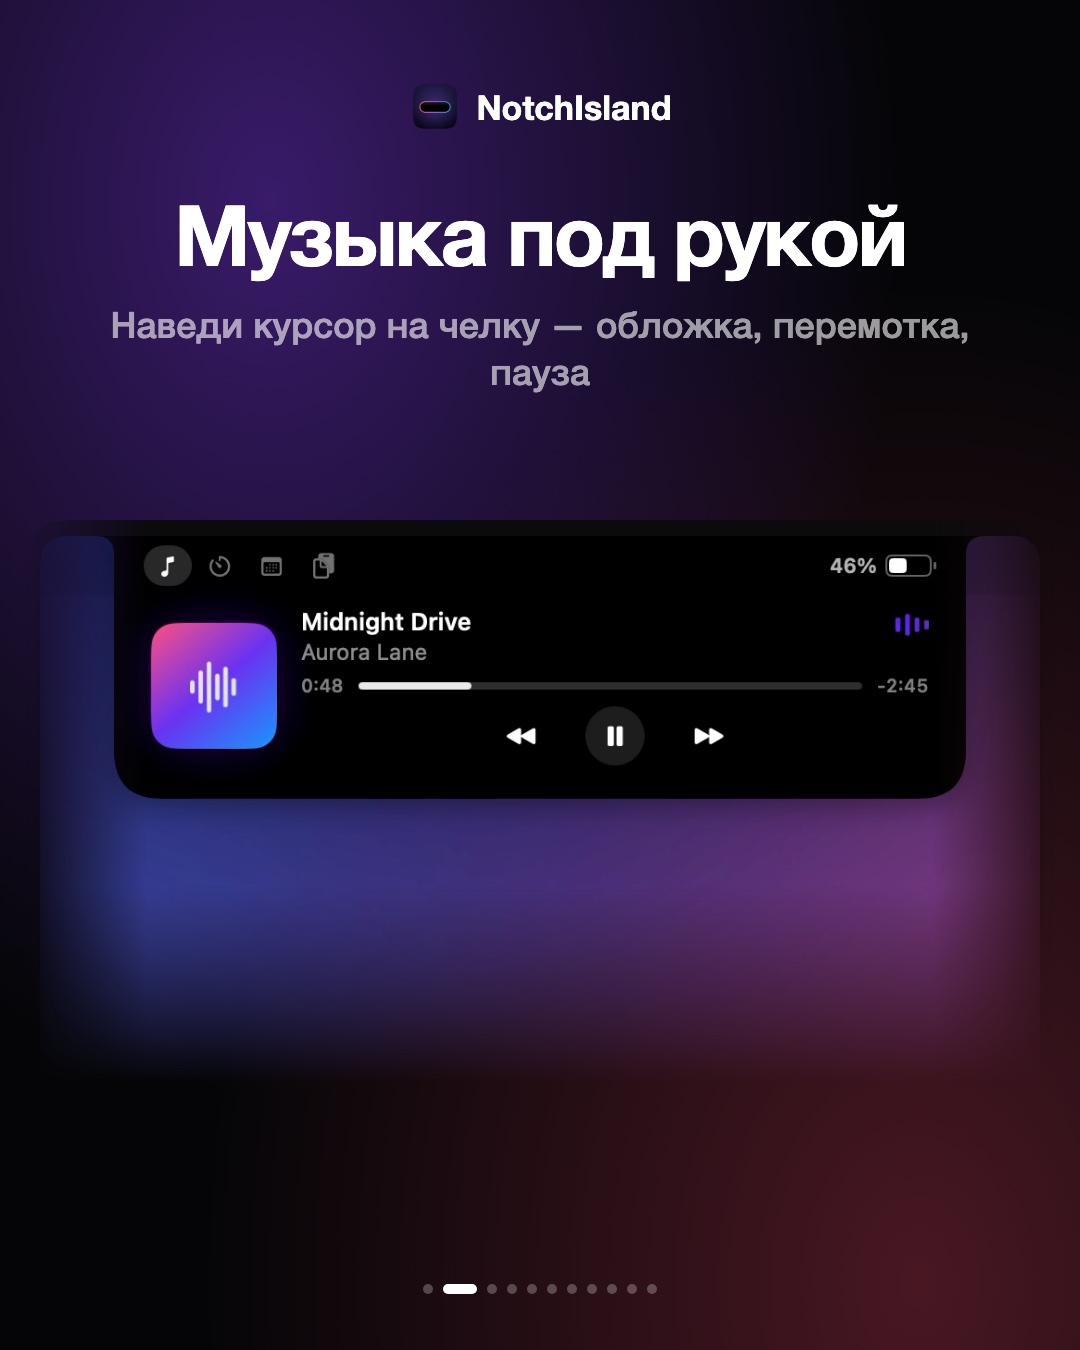 NotchIsland
Музыка под рукой
Наведи курсор на челку — обложка, перемотка,
пауза
46%
Midnight Drive
Aurora Lane
0:48 -2:45